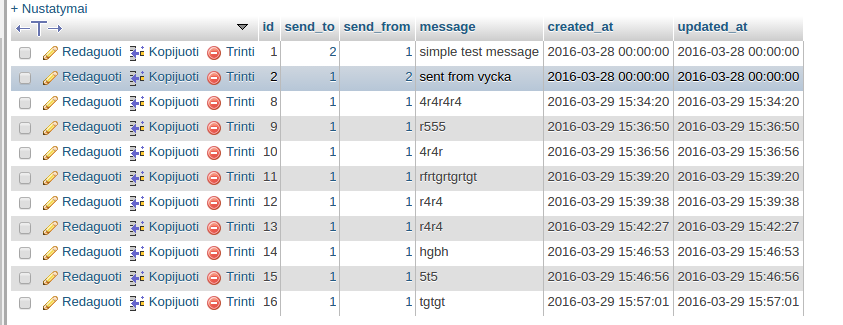 + Nustatymai
←T→ id send_to send_from message created_at updated_at
Redaguoti Kopijuoti Trinti 1 2 1 simple test message 2016-03-28 00:00:00 2016-03-28 00:00:00
Redaguoti Kopijuoti Trinti 2 1 2 sent from vycka 2016-03-28 00:00:00 2016-03-28 00:00:00
Redaguoti Kopijuoti Trinti 8 1 1 4r4r4r4 2016-03-29 15:34:20 2016-03-29 15:34:20
Redaguoti Kopijuoti Trinti 9 1 1 r555 2016-03-29 15:36:50 2016-03-29 15:36:50
Redaguoti Kopijuoti Trinti 10 1 1 4r4r 2016-03-29 15:36:56 2016-03-29 15:36:56
Redaguoti Kopijuoti Trinti 11 1 1 rfrtgrtgrtgt 2016-03-29 15:39:20 2016-03-29 15:39:20
Redaguoti Kopijuoti Trinti 12 1 1 r4r4 2016-03-29 15:39:38 2016-03-29 15:39:38
Redaguoti Kopijuoti Trinti 13 1 1 r4r4 2016-03-29 15:42:27 2016-03-29 15:42:27
Redaguoti Kopijuoti Trinti 14 1 1 hgbh 2016-03-29 15:46:53 2016-03-29 15:46:53
Redaguoti Kopijuoti Trinti 15 1 1 5t5 2016-03-29 15:46:56 2016-03-29 15:46:56
Redaguoti Kopijuoti Trinti 16 1 1 tgtgt 2016-03-29 15:57:01 2016-03-29 15:57:01